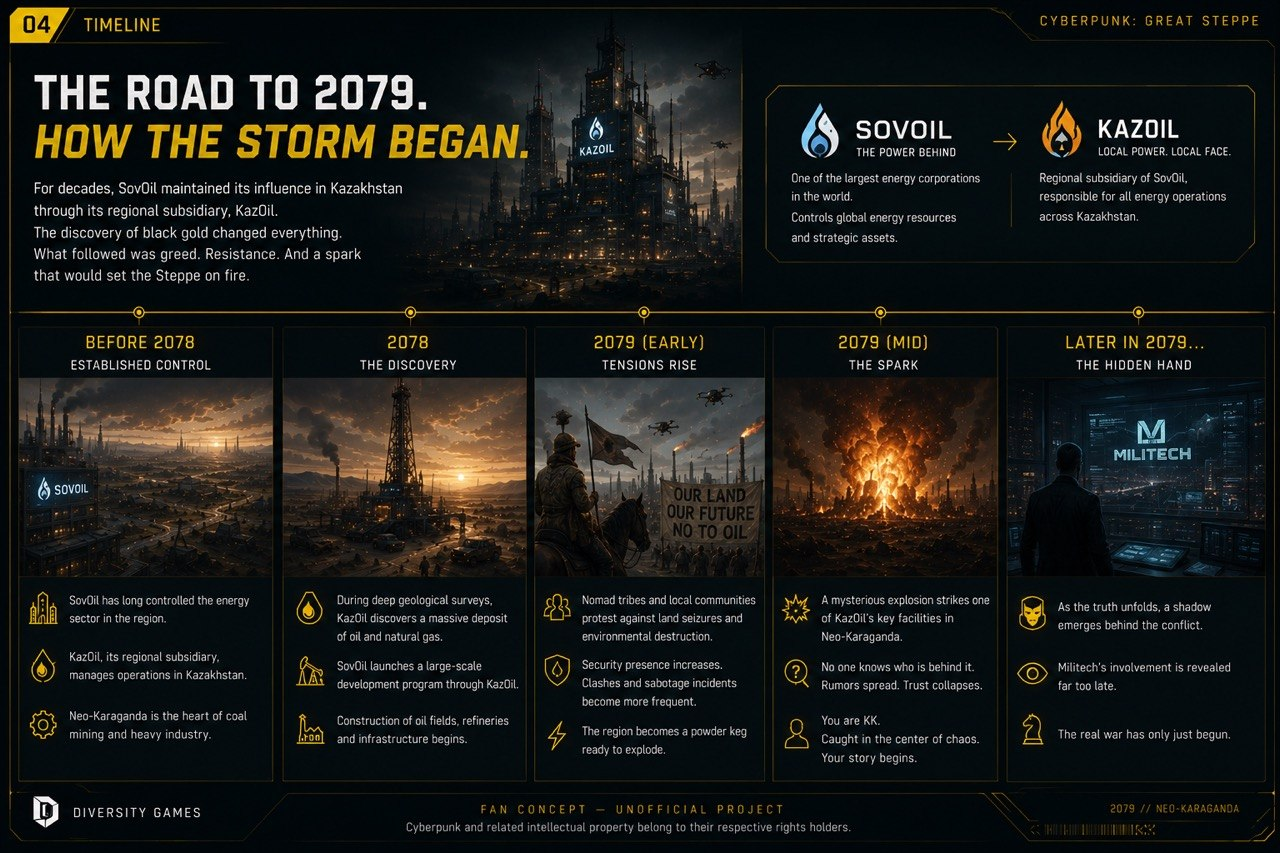 04
TIMELINE
CYBERPUNK: GREAT STEPPE
THE ROAD TO 2079.
HOW THE STORM BEGAN.
For decades, SovOil maintained its influence in Kazakhstan
through its regional subsidiary, KazOil.
The discovery of black gold changed everything.
What followed was greed. Resistance. And a spark
that would set the Steppe on fire.
KAZOIL
SOVOIL
THE POWER BEHIND
One of the largest energy corporations
in the world.
Controls global energy resources
and strategic assets.
KAZOIL
LOCAL POWER. LOCAL FACE.
Regional subsidiary of SovOil,
responsible for all energy operations
across Kazakhstan.
BEFORE 2078
ESTABLISHED CONTROL
SOVOIL
SovOil has long controlled the energy
sector in the region.
KazOil, its regional subsidiary,
manages operations in Kazakhstan.
Neo-Karaganda is the heart of coal
mining and heavy industry.
2078
THE DISCOVERY
During deep geological surveys,
KazOil discovers a massive deposit
of oil and natural gas.
SovOil launches a large-scale
development program through KazOil.
Construction of oil fields, refineries
and infrastructure begins.
2079 (EARLY)
TENSIONS RISE
OUR LAND
OUR FUTURE
NO TO OIL
Nomad tribes and local communities
protest against land seizures and
environmental destruction.
Security presence increases.
Clashes and sabotage incidents
become more frequent.
The region becomes a powder keg
ready to explode.
2079 (MID)
THE SPARK
A mysterious explosion strikes one
of KazOil's key facilities in
Neo-Karaganda.
No one knows who is behind it.
Rumors spread. Trust collapses.
You are KK.
Caught in the center of chaos.
Your story begins.
LATER IN 2079...
THE HIDDEN HAND
MILITECH
As the truth unfolds, a shadow
emerges behind the conflict.
Militech's involvement is revealed
far too late.
The real war has only just begun.
DIVERSITY GAMES
FAN CONCEPT — UNOFFICIAL PROJECT
Cyberpunk and related intellectual property belong to their respective rights holders.
2079 // NEO-KARAGANDA